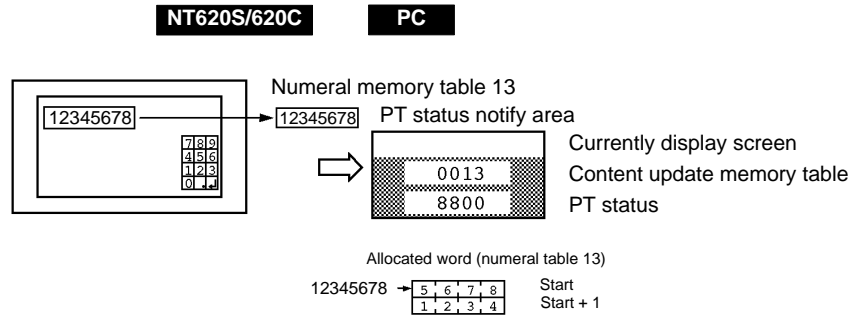 NT620S/620C PC
Numeral memory table 13
12345678 12345678 PT status notify area
Currently display screen
7 8 9
4 5 6
1 2 3
0 . ↵
0013 Content update memory table
8800 PT status
Allocated word (numeral table 13)
12345678 5 6 7 8 Start
1 2 3 4 Start + 1